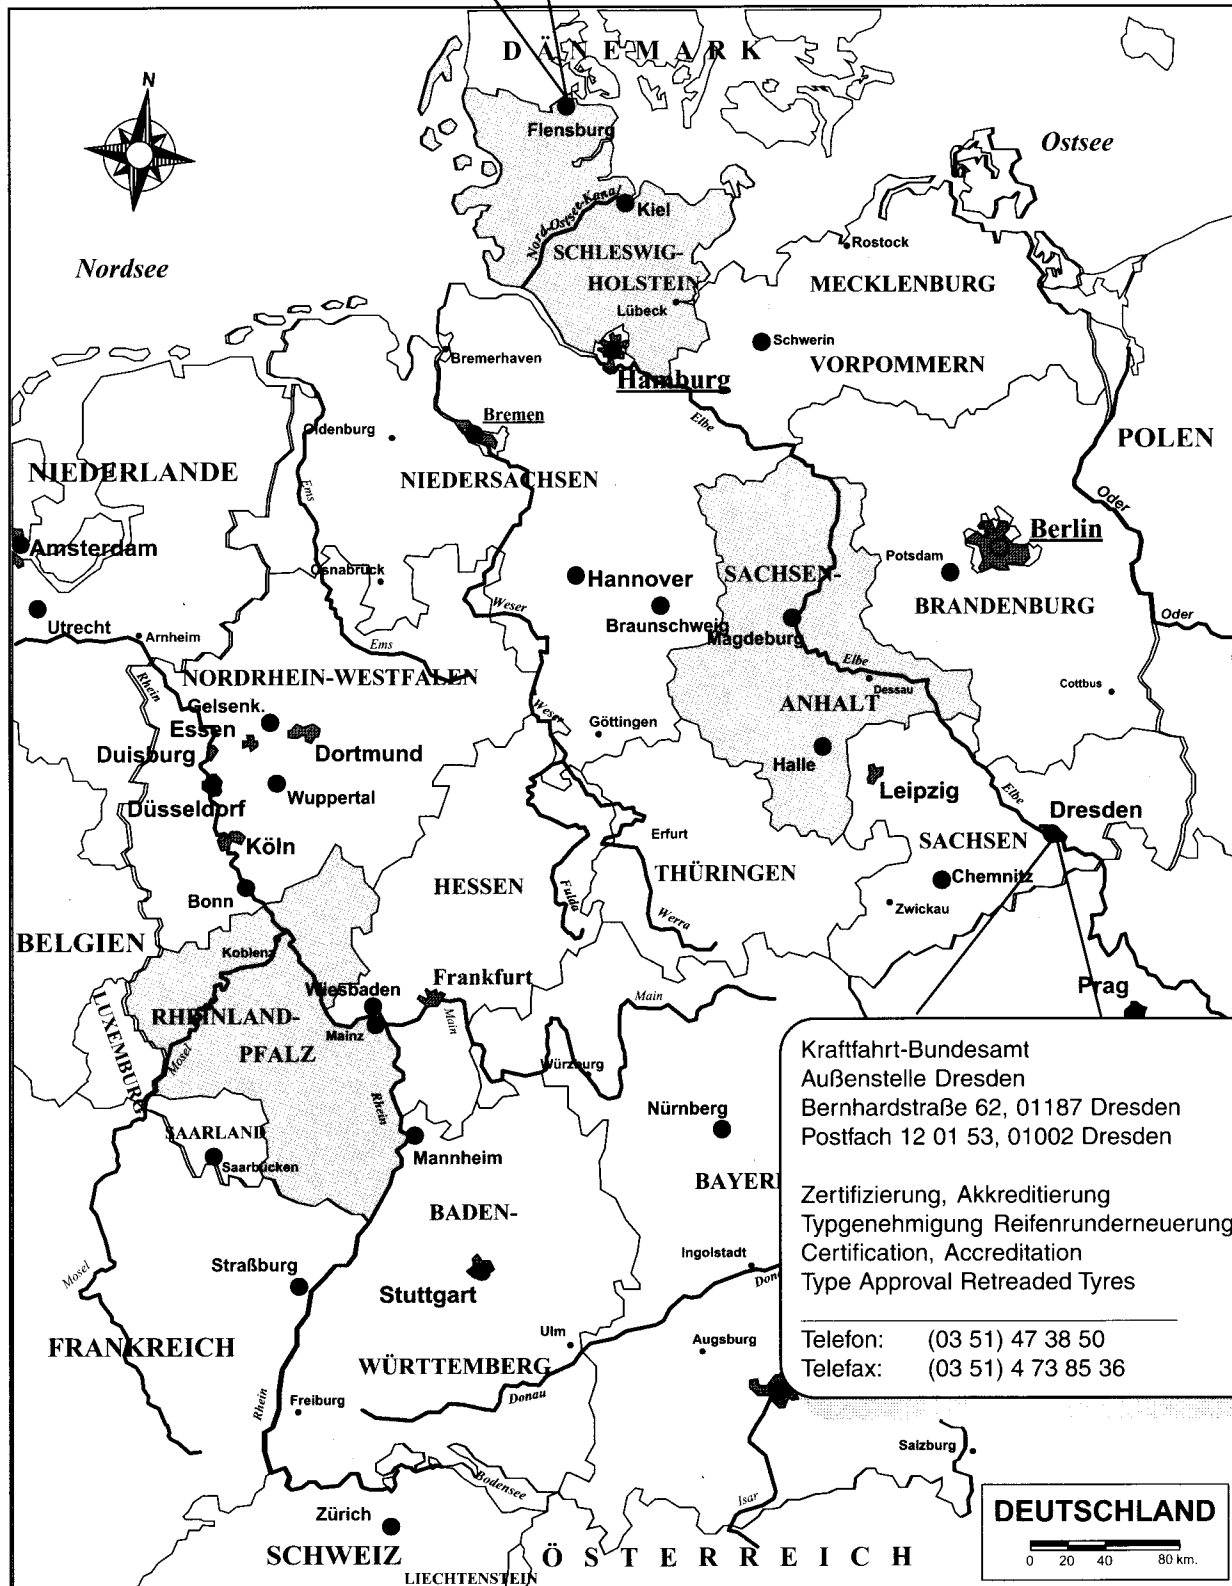 DÄNEMARK
N
Flensburg
Ostsee
Nord-Ostsee-Kanal
Kiel
Rostock
SCHLESWIG-
HOLSTEIN
Nordsee
MECKLENBURG
Lübeck
Schwerin
Bremerhaven
VORPOMMERN
Hamburg
Bremen
Elbe
Oldenburg
POLEN
NIEDERLANDE
NIEDERSACHSEN
Ems
Oder
Berlin
Amsterdam
Potsdam
Osnabrück
Hannover
SACHSEN-
Weser
BRANDENBURG
Utrecht
Arnheim
Braunschweig
Magdeburg
Oder
Ems
Elbe
Rhein
NORDRHEIN-WESTFALEN
Dessau
Cottbus
Gelsenk.
ANHALT
Essen
Weser
Göttingen
Duisburg
Dortmund
Halle
Leipzig
Elbe
Wuppertal
Düsseldorf
Dresden
Köln
Erfurt
SACHSEN
THÜRINGEN
HESSEN
Chemnitz
Bonn
Fulda
Zwickau
Werra
BELGIEN
Koblenz
Frankfurt
Wiesbaden
Prag
LUXEMBURG
RHEINLAND-
Main
Main
Mainz
PFALZ
Mosel
Würzburg
Rhein
Nürnberg
SAARLAND
Mannheim
Saarbücken
BAYER
BADEN-
Kraftfahrt-Bundesamt
Außenstelle Dresden
Bernhardstraße 62, 01187 Dresden
Postfach 12 01 53, 01002 Dresden
Zertifizierung, Akkreditierung
Typgenehmigung Reifenrunderneuerung
Certification, Accreditation
Type Approval Retreaded Tyres
Telefon: (03 51) 47 38 50
Telefax: (03 51) 4 73 85 36
Ingolstadt
Straßburg
Mosel
Don
Stuttgart
Ulm
Augsburg
FRANKREICH
WÜRTTEMBERG
Donau
Rhein
Freiburg
Salzburg
Bodensee
Isar
Zürich
DEUTSCHLAND
0 20 40 80 km.
SCHWEIZ
ÖSTERREICH
LIECHTENSTEIN